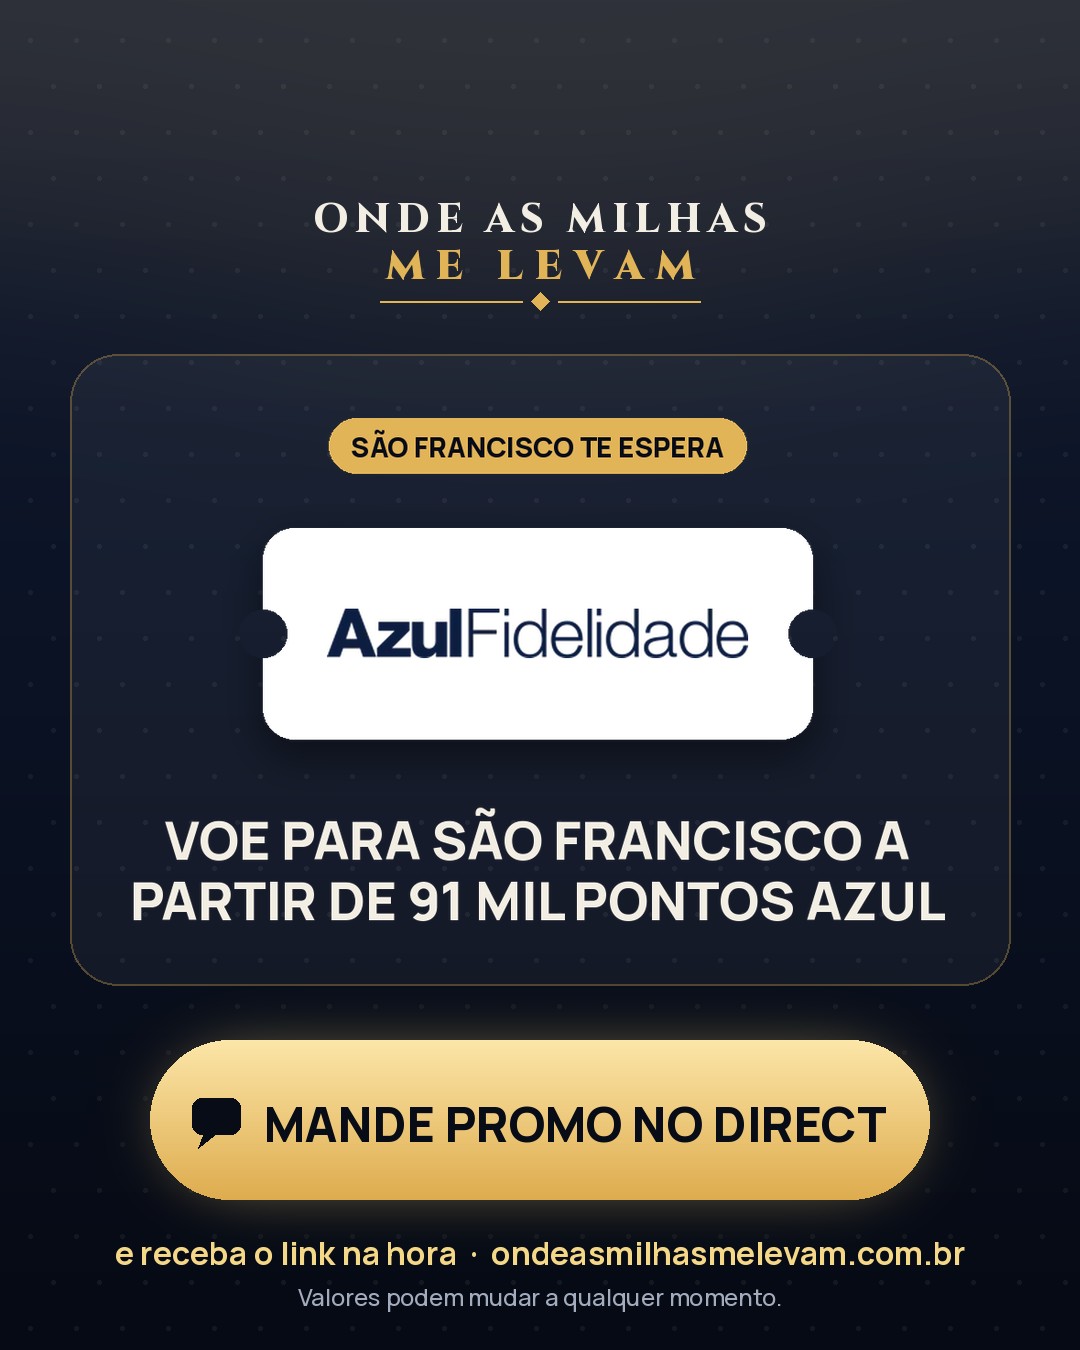 ONDE AS MILHAS
ME LEVAM
SÃO FRANCISCO TE ESPERA
AzulFidelidade
VOE PARA SÃO FRANCISCO A
PARTIR DE 91 MIL PONTOS AZUL
MANDE PROMO NO DIRECT
e receba o link na hora · ondeasmilhasmelevam.com.br
Valores podem mudar a qualquer momento.